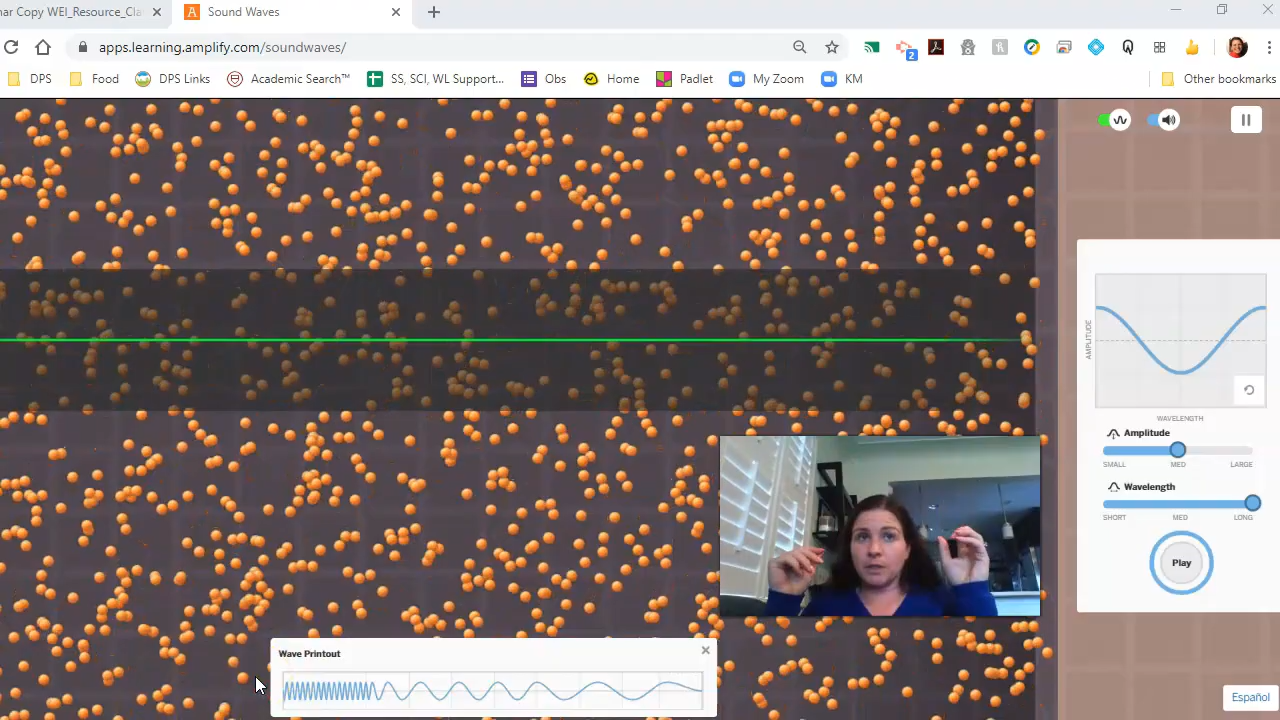 nar Copy WEI_Resource_Cla
Sound Waves
apps.learning.amplify.com/soundwaves/
2
DPS
Food
DPS Links
Academic Search™
SS, SCI, WL Support...
Obs
Home
Padlet
My Zoom
KM
Other bookmarks
AMPLITUDE
WAVELENGTH
Amplitude
SMALL MED LARGE
Wavelength
SHORT MED LONG
Play
Wave Printout
Español